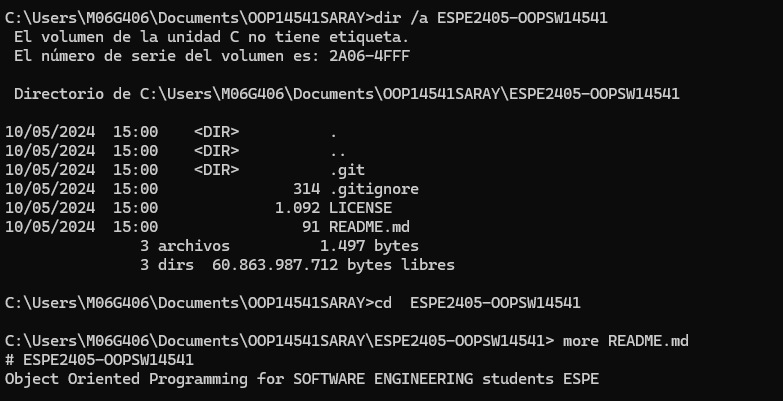 C:\Users\M06G406\Documents\OOP14541SARAY>dir /a ESPE2405-OOPSW14541
 El volumen de la unidad C no tiene etiqueta.
 El número de serie del volumen es: 2A06-4FFF

 Directorio de C:\Users\M06G406\Documents\OOP14541SARAY\ESPE2405-OOPSW14541

10/05/2024  15:00    <DIR>          .
10/05/2024  15:00    <DIR>          ..
10/05/2024  15:00    <DIR>          .git
10/05/2024  15:00               314 .gitignore
10/05/2024  15:00             1.092 LICENSE
10/05/2024  15:00                91 README.md
               3 archivos          1.497 bytes
               3 dirs  60.863.987.712 bytes libres

C:\Users\M06G406\Documents\OOP14541SARAY>cd  ESPE2405-OOPSW14541

C:\Users\M06G406\Documents\OOP14541SARAY\ESPE2405-OOPSW14541> more README.md
# ESPE2405-OOPSW14541
Object Oriented Programming for SOFTWARE ENGINEERING students ESPE